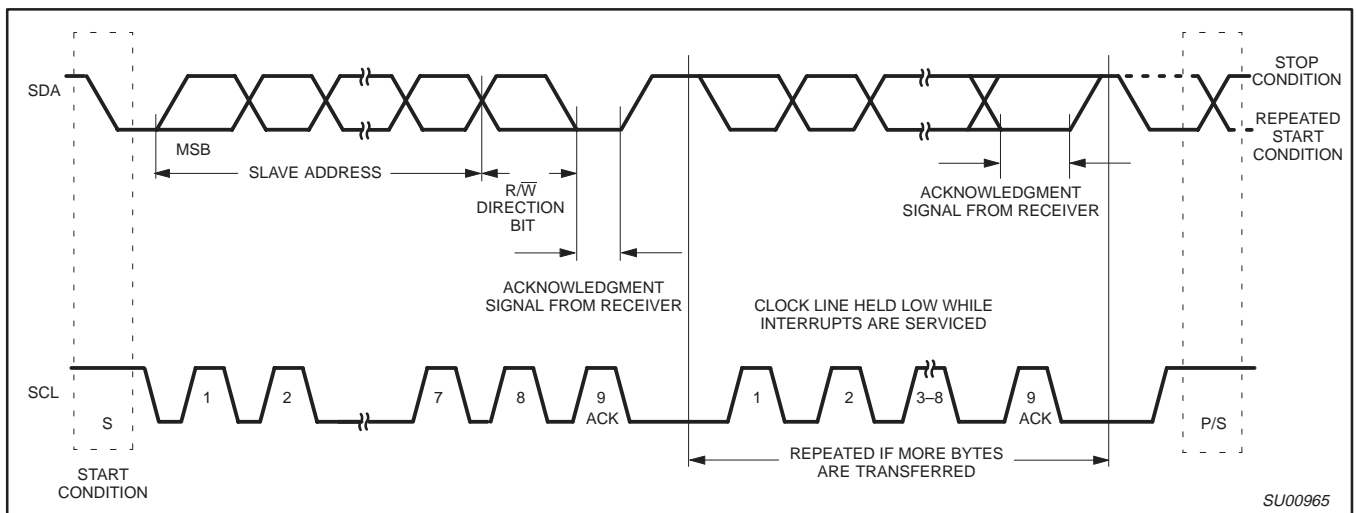 SDA
STOP
CONDITION
REPEATED
START
CONDITION
MSB
SLAVE ADDRESS
R/W̅
DIRECTION
BIT
ACKNOWLEDGMENT
SIGNAL FROM RECEIVER
ACKNOWLEDGMENT
SIGNAL FROM RECEIVER
CLOCK LINE HELD LOW WHILE
INTERRUPTS ARE SERVICED
SCL
S
1
2
7
8
9
ACK
1
2
3–8
9
ACK
P/S
START
CONDITION
REPEATED IF MORE BYTES
ARE TRANSFERRED
SU00965